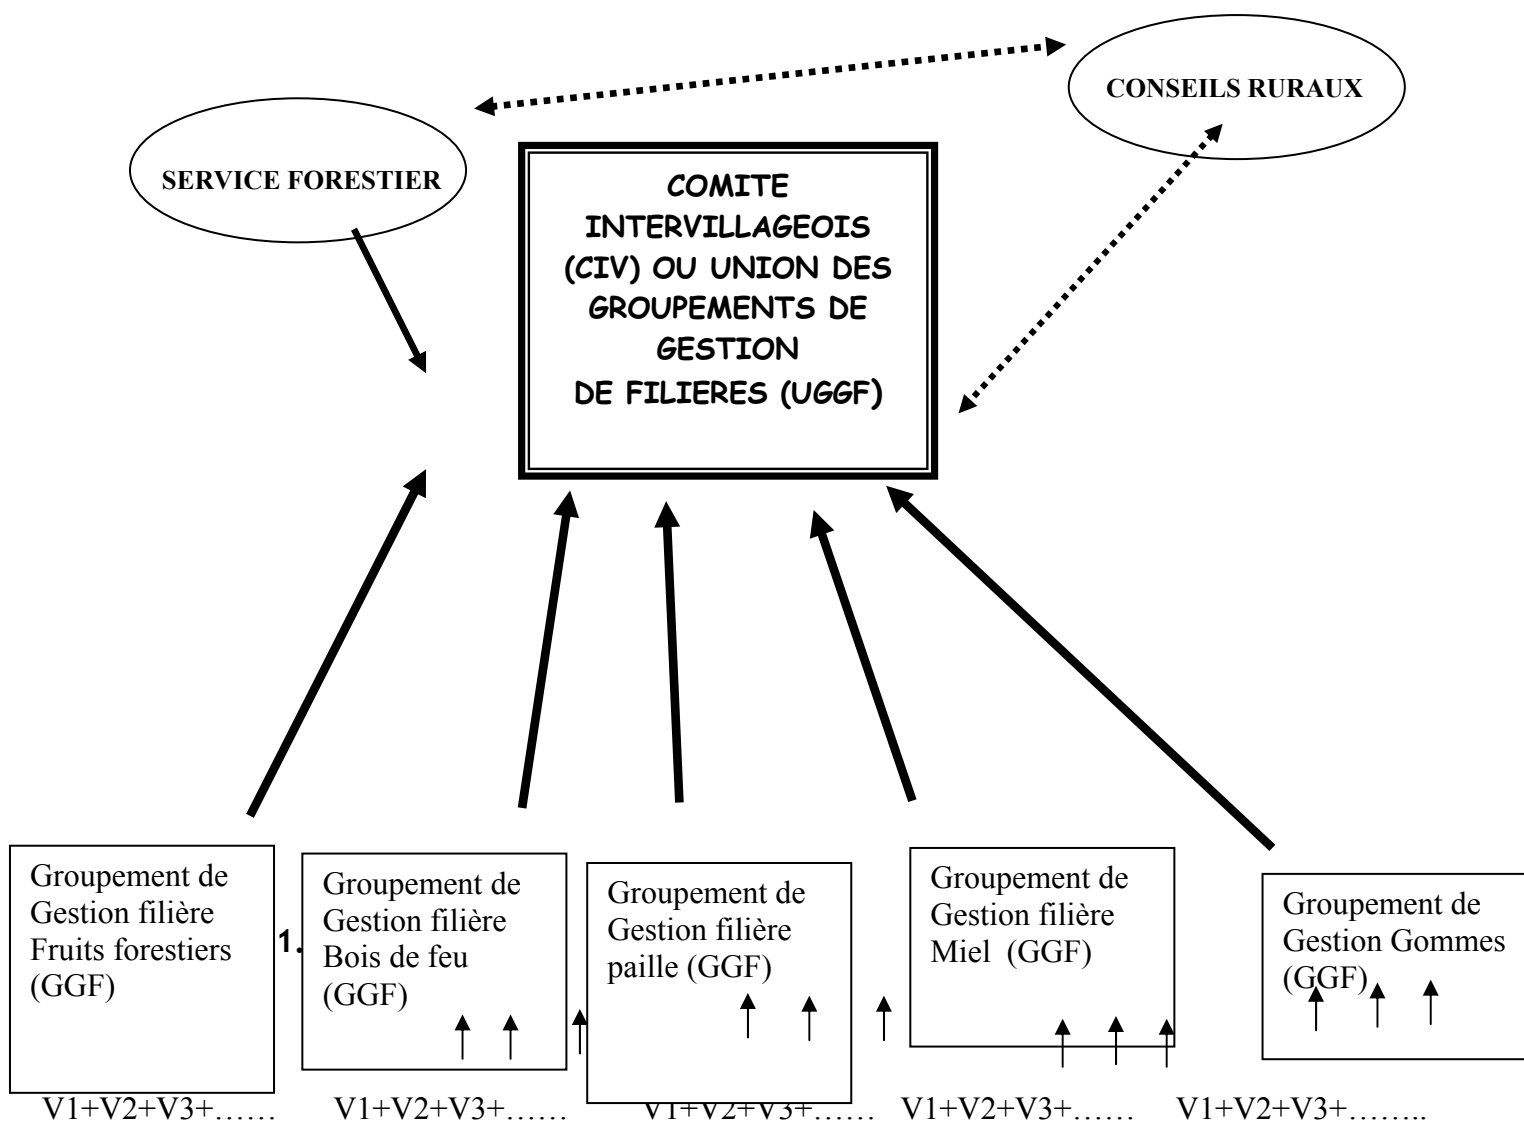 CONSEILS RURAUX
SERVICE FORESTIER
COMITE
INTERVILLAGEOIS
(CIV) OU UNION DES
GROUPEMENTS DE
GESTION
DE FILIERES (UGGF)
Groupement de
Gestion filière
Fruits forestiers
(GGF)
1.
Groupement de
Gestion filière
Bois de feu
(GGF)
Groupement de
Gestion filière
paille (GGF)
Groupement de
Gestion filière
Miel (GGF)
Groupement de
Gestion Gommes
(GGF)
V1+V2+V3+……
V1+V2+V3+……
V1+V2+V3+……
V1+V2+V3+……
V1+V2+V3+……..